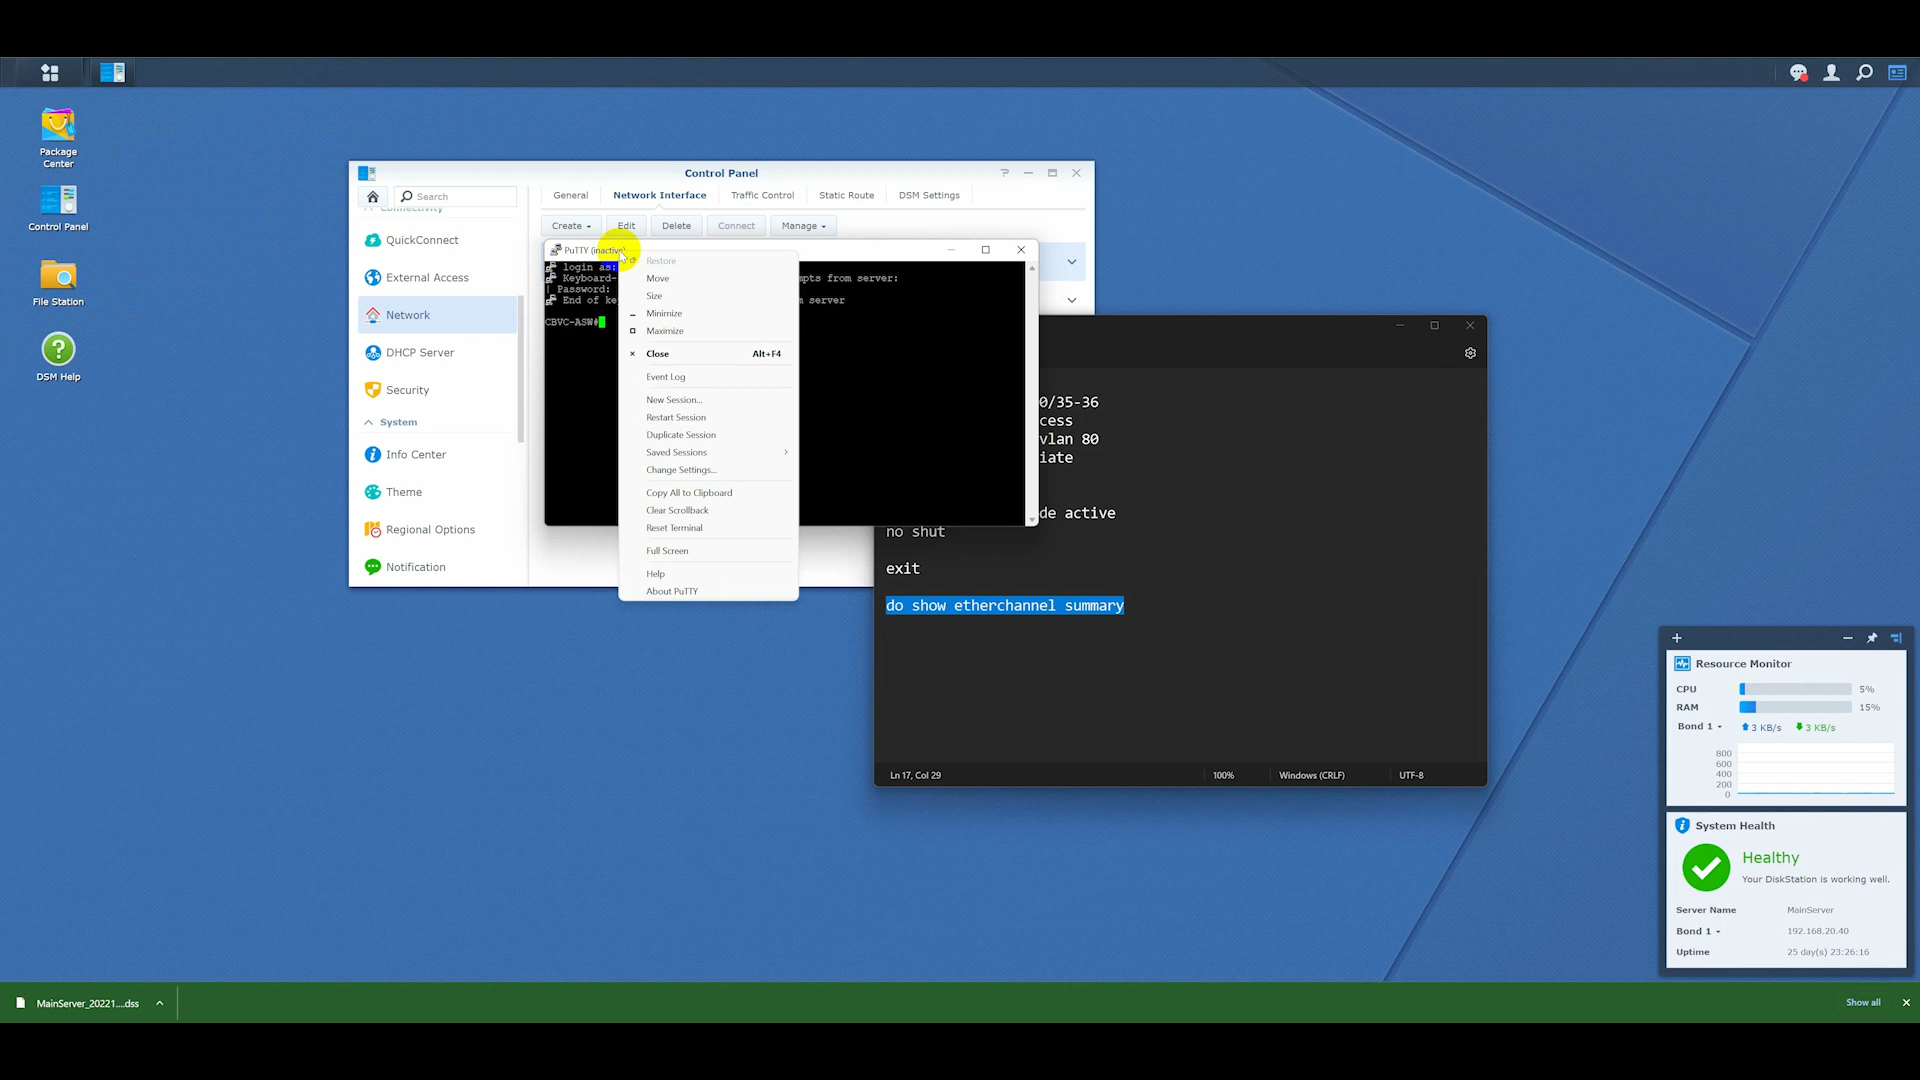 Package
Center
Control Panel
File Station
DSM Help
Control Panel
Search
General
Network Interface
Traffic Control
Static Route
DSM Settings
Create
Edit
Delete
Connect
Manage
Connectivity
QuickConnect
External Access
Network
DHCP Server
Security
System
Info Center
Theme
Regional Options
Notification
PuTTY (inactive)
login as:
Keyboard-
mpts from server:
| Password:
End of
server
CBVC-ASW#
Restore
Move
Size
Minimize
Maximize
Close Alt+F4
Event Log
New Session...
Restart Session
Duplicate Session
Saved Sessions
Change Settings...
Copy All to Clipboard
Clear Scrollback
Reset Terminal
Full Screen
Help
About PuTTY
0/35-36
cess
vlan 80
iate
de active
no shut
exit
do show etherchannel summary
Ln 17, Col 29
100%
Windows (CRLF)
UTF-8
Resource Monitor
CPU 5%
RAM 15%
Bond 1 3 KB/s 3 KB/s
800
600
400
200
0
System Health
Healthy
Your DiskStation is working well.
Server Name MainServer
Bond 1 192.168.20.40
Uptime 25 day(s) 23:26:16
MainServer_20221....dss
Show all